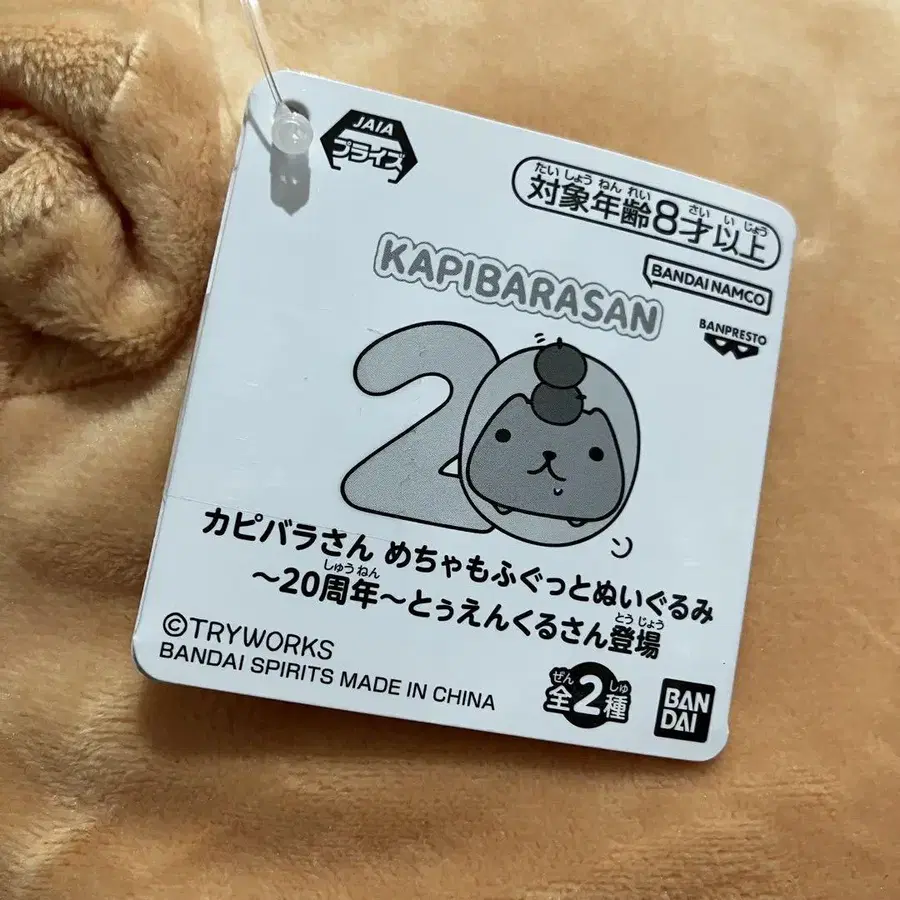 JAIA
プライズ
たいしょうねんれい さいいじょう
対象年齢8才以上
BANDAI NAMCO
BANPRESTO
KAPIBARASAN
20
カピバラさん めちゃもふぐっとぬいぐるみ
しゅうねん とうじょう
～20周年～とぅえんくるさん登場
©TRYWORKS
BANDAI SPIRITS MADE IN CHINA
ぜん しゅ
全2種
BAN
DAI